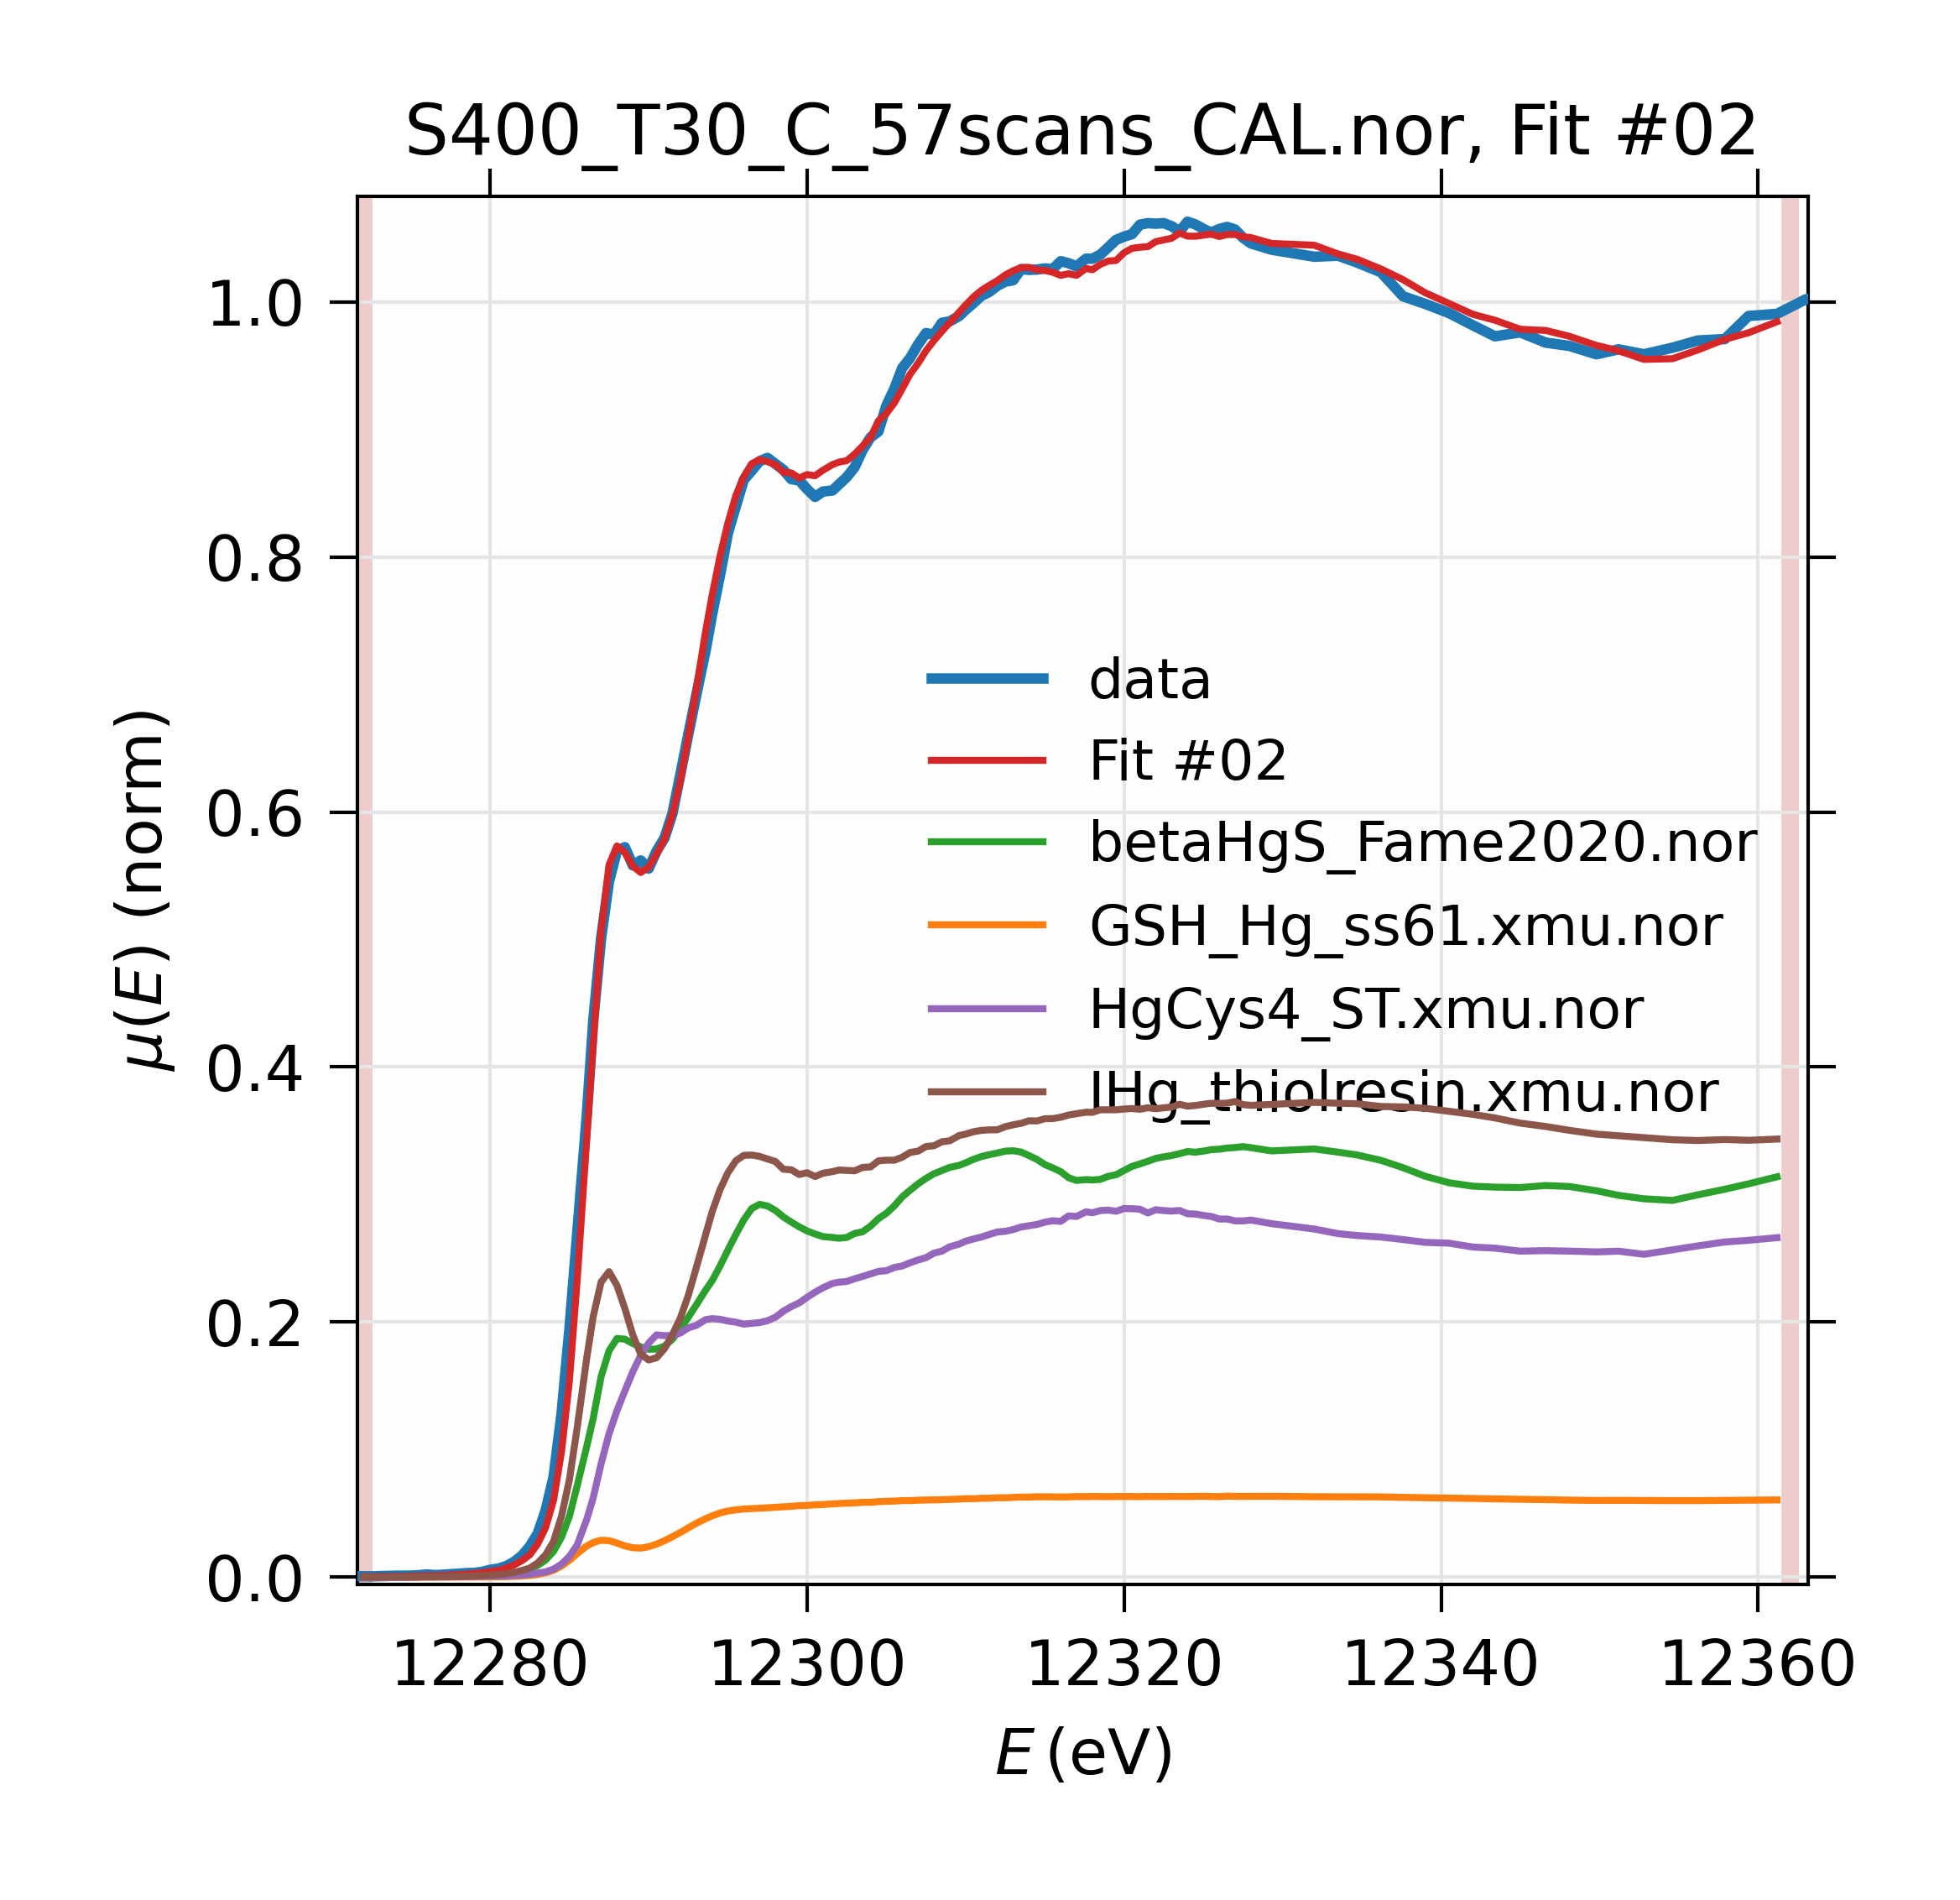 S400_T30_C_57scans_CAL.nor, Fit #02
μ(E) (norm)
1.0
0.8
0.6
0.4
0.2
0.0
data
Fit #02
betaHgS_Fame2020.nor
GSH_Hg_ss61.xmu.nor
HgCys4_ST.xmu.nor
IHg_thiolresin.xmu.nor
12280 12300 12320 12340 12360
E (eV)